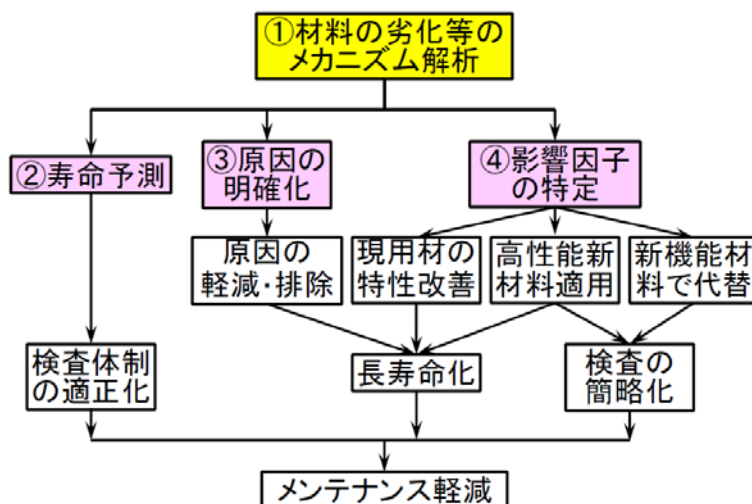 ①材料の劣化等の
メカニズム解析
②寿命予測
③原因の
明確化
④影響因子
の特定
原因の
軽減・排除
現用材の
特性改善
高性能新
材料適用
新機能材
料で代替
検査体制
の適正化
長寿命化
検査の
簡略化
メンテナンス軽減